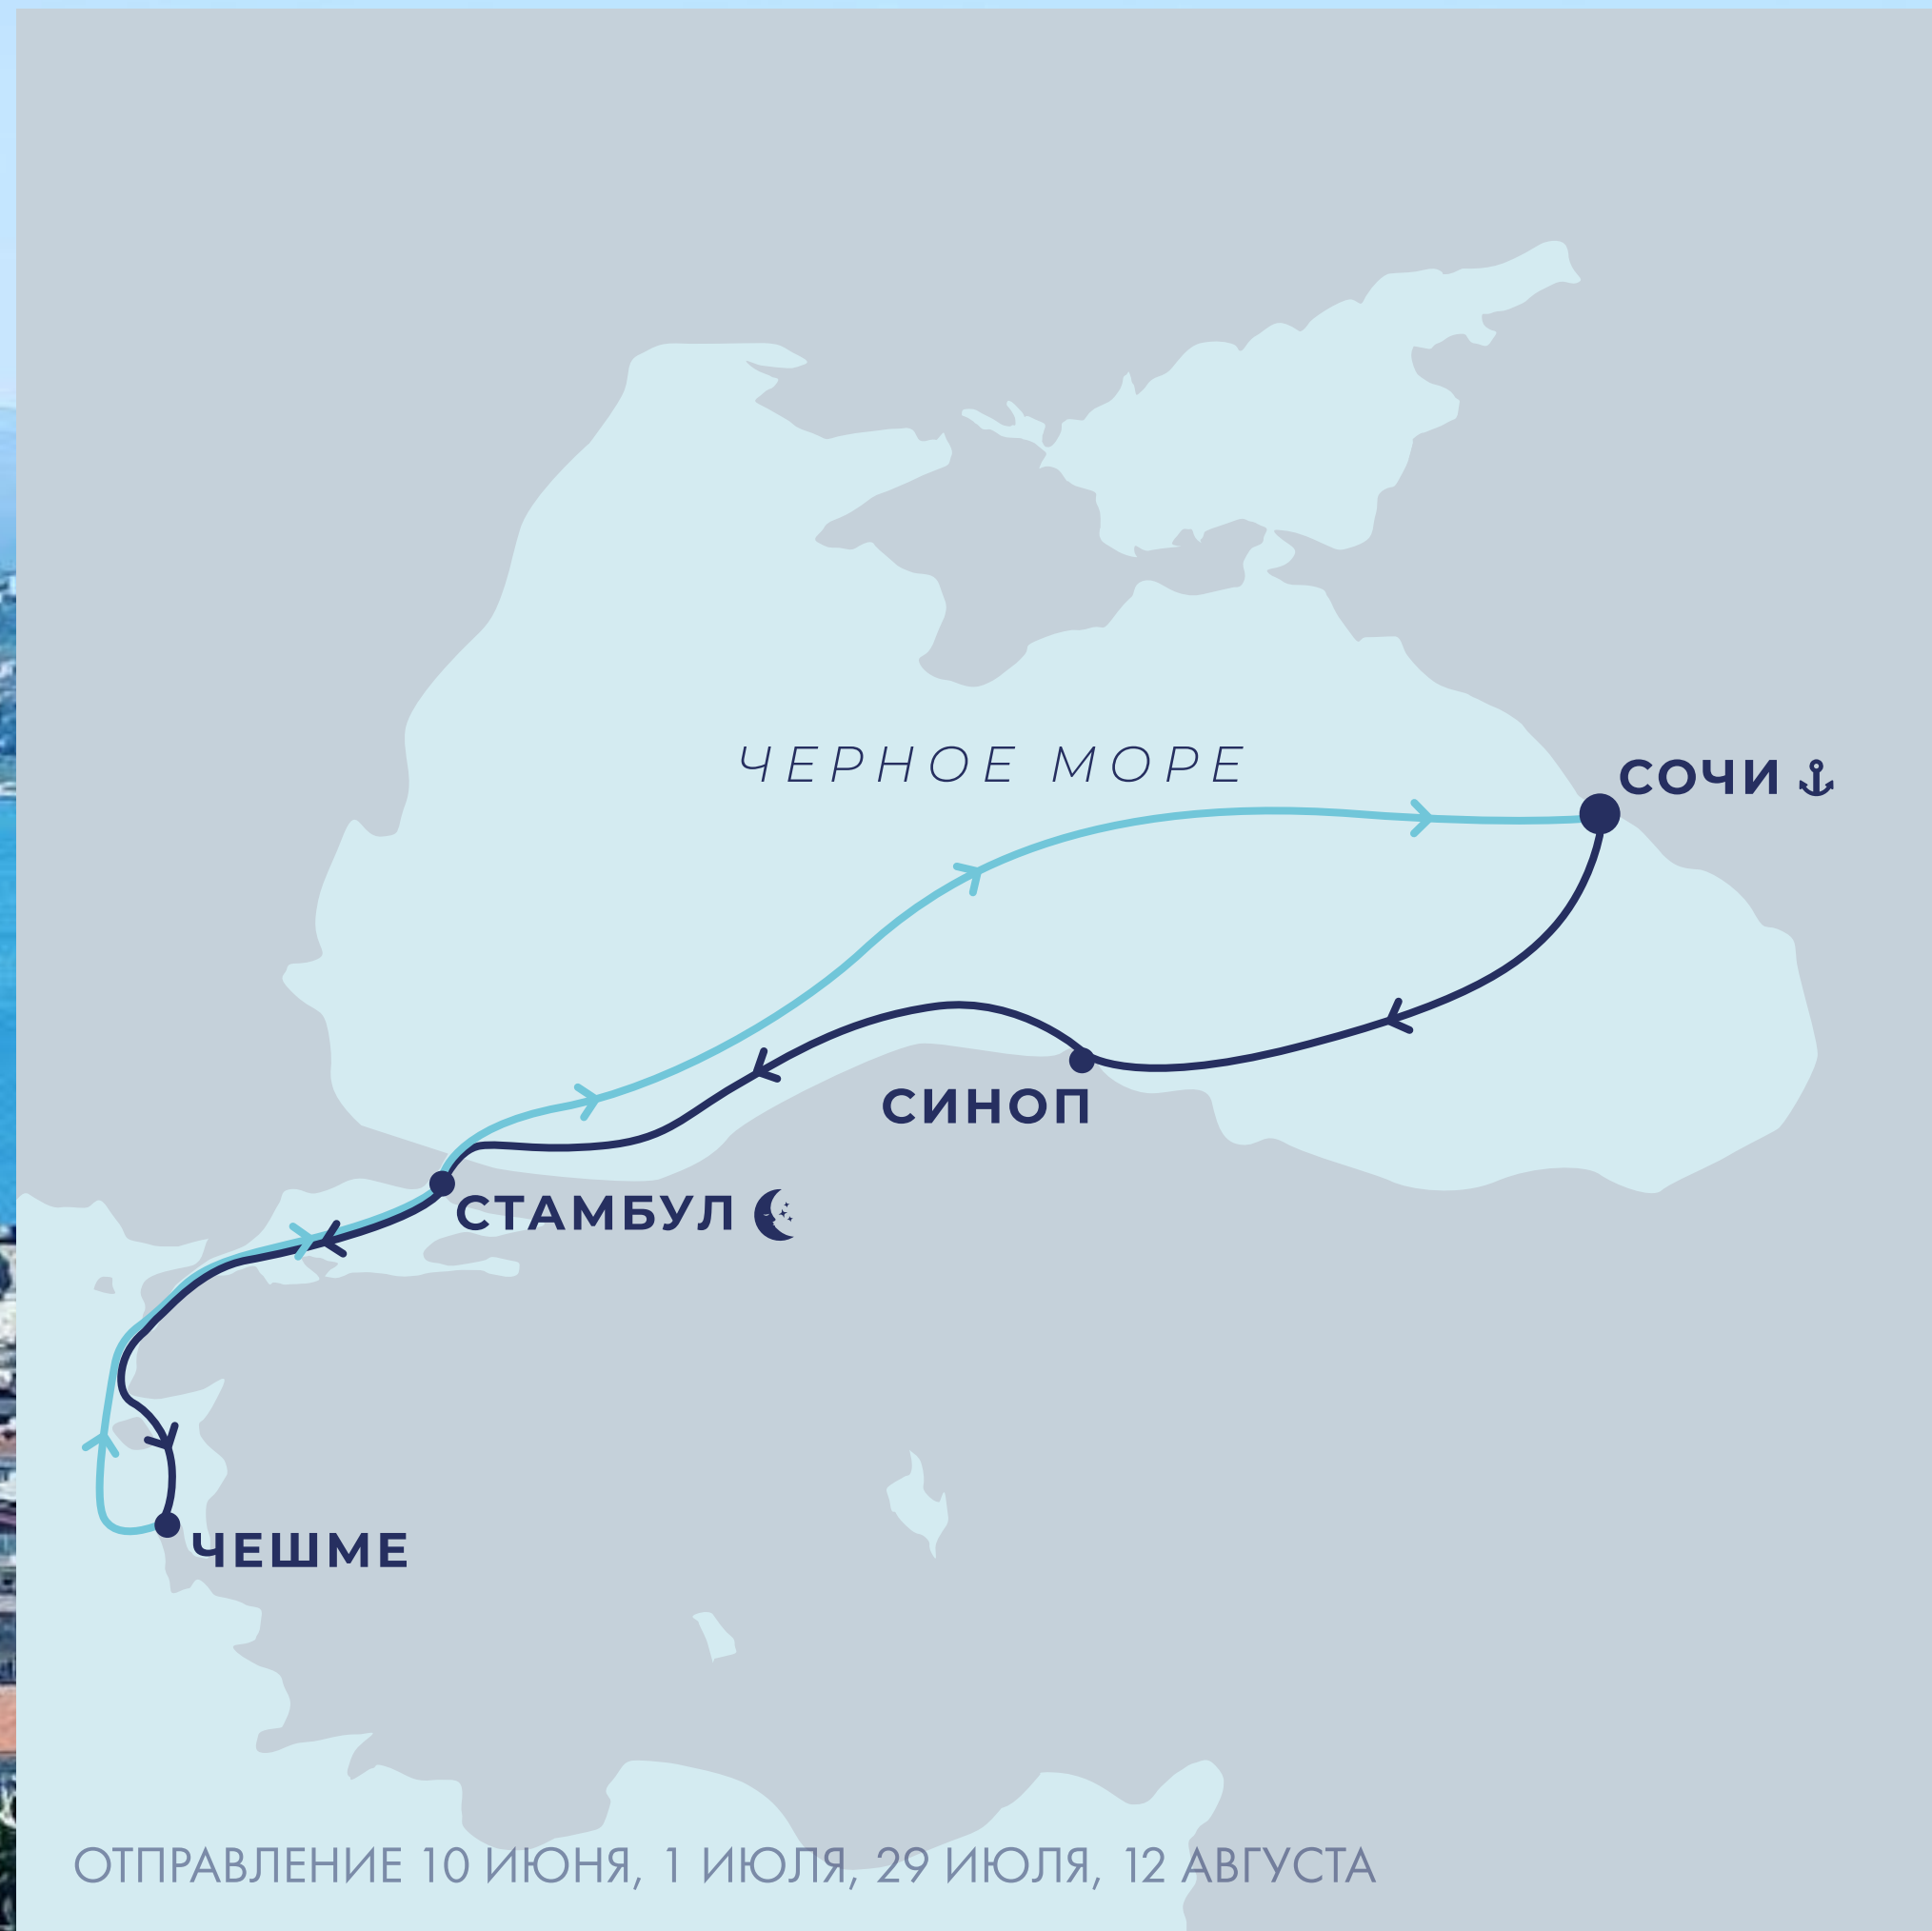 ЧЕРНОЕ МОРЕ
СОЧИ
СИНОП
СТАМБУЛ
ЧЕШМЕ
ОТПРАВЛЕНИЕ 10 ИЮНЯ, 1 ИЮЛЯ, 29 ИЮЛЯ, 12 АВГУСТА